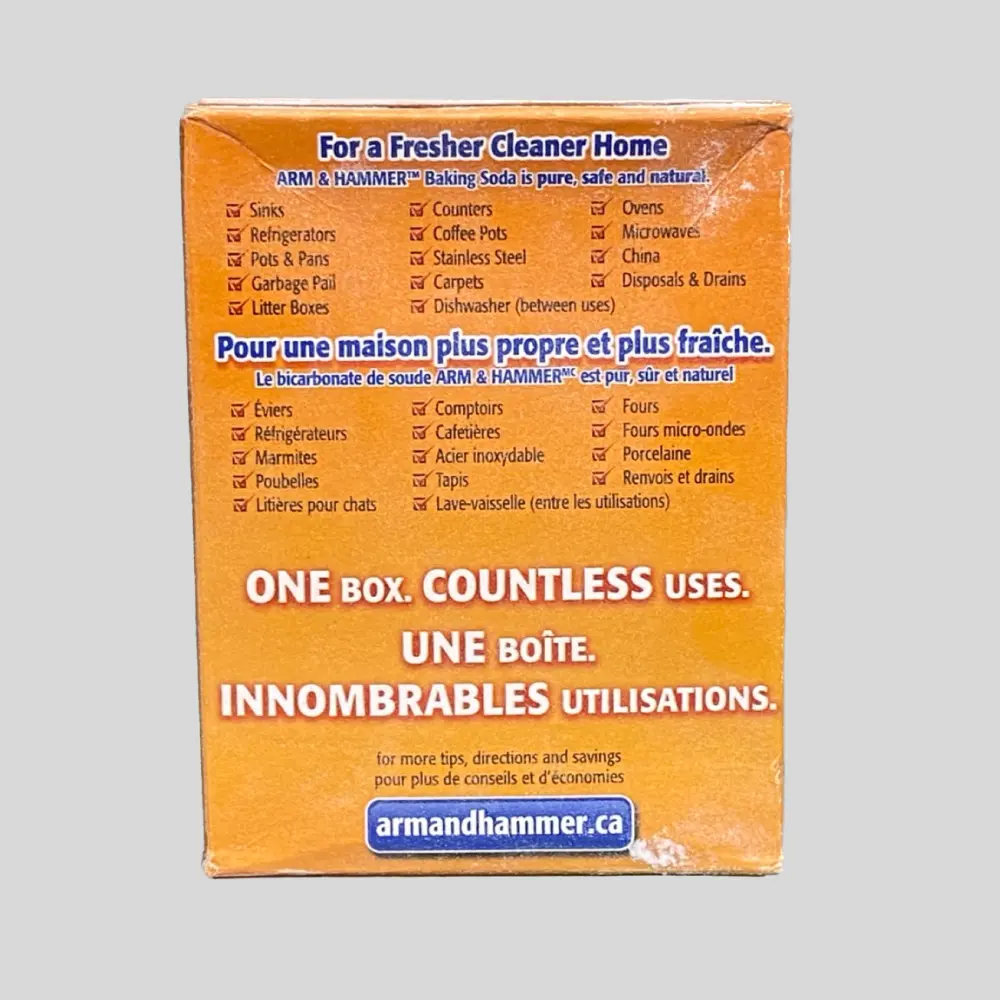 For a Fresher Cleaner Home
ARM & HAMMER™ Baking Soda is pure, safe and natural.
Sinks Counters Ovens
Refrigerators Coffee Pots Microwaves
Pots & Pans Stainless Steel China
Garbage Pail Carpets Disposals & Drains
Litter Boxes Dishwasher (between uses)
Pour une maison plus propre et plus fraîche.
Le bicarbonate de soude ARM & HAMMERᴹᶜ est pur, sûr et naturel
Éviers Comptoirs Fours
Réfrigérateurs Cafetières Fours micro-ondes
Marmites Acier inoxydable Porcelaine
Poubelles Tapis Renvois et drains
Litières pour chats Lave-vaisselle (entre les utilisations)
ONE BOX. COUNTLESS USES.
UNE BOÎTE.
INNOMBRABLES UTILISATIONS.
for more tips, directions and savings
pour plus de conseils et d'économies
armandhammer.ca